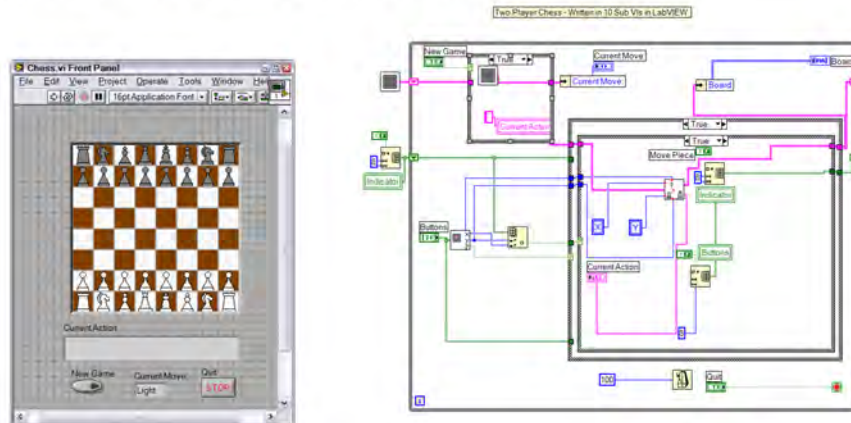 Two Player Chess - Written in 10 Sub VIs in LabVIEW
Chess.vi Front Panel
File Edit View Project Operate Tools Window Help
16pt Application Font
Current Action
New Game
Current Move
Quit
Light
STOP
New Game
True
Current Move
Current Move
Current Action
Board
Indicator
True
True
Move Piece
Indicator
X
Y
Buttons
Buttons
Current Action
100
Quit
i